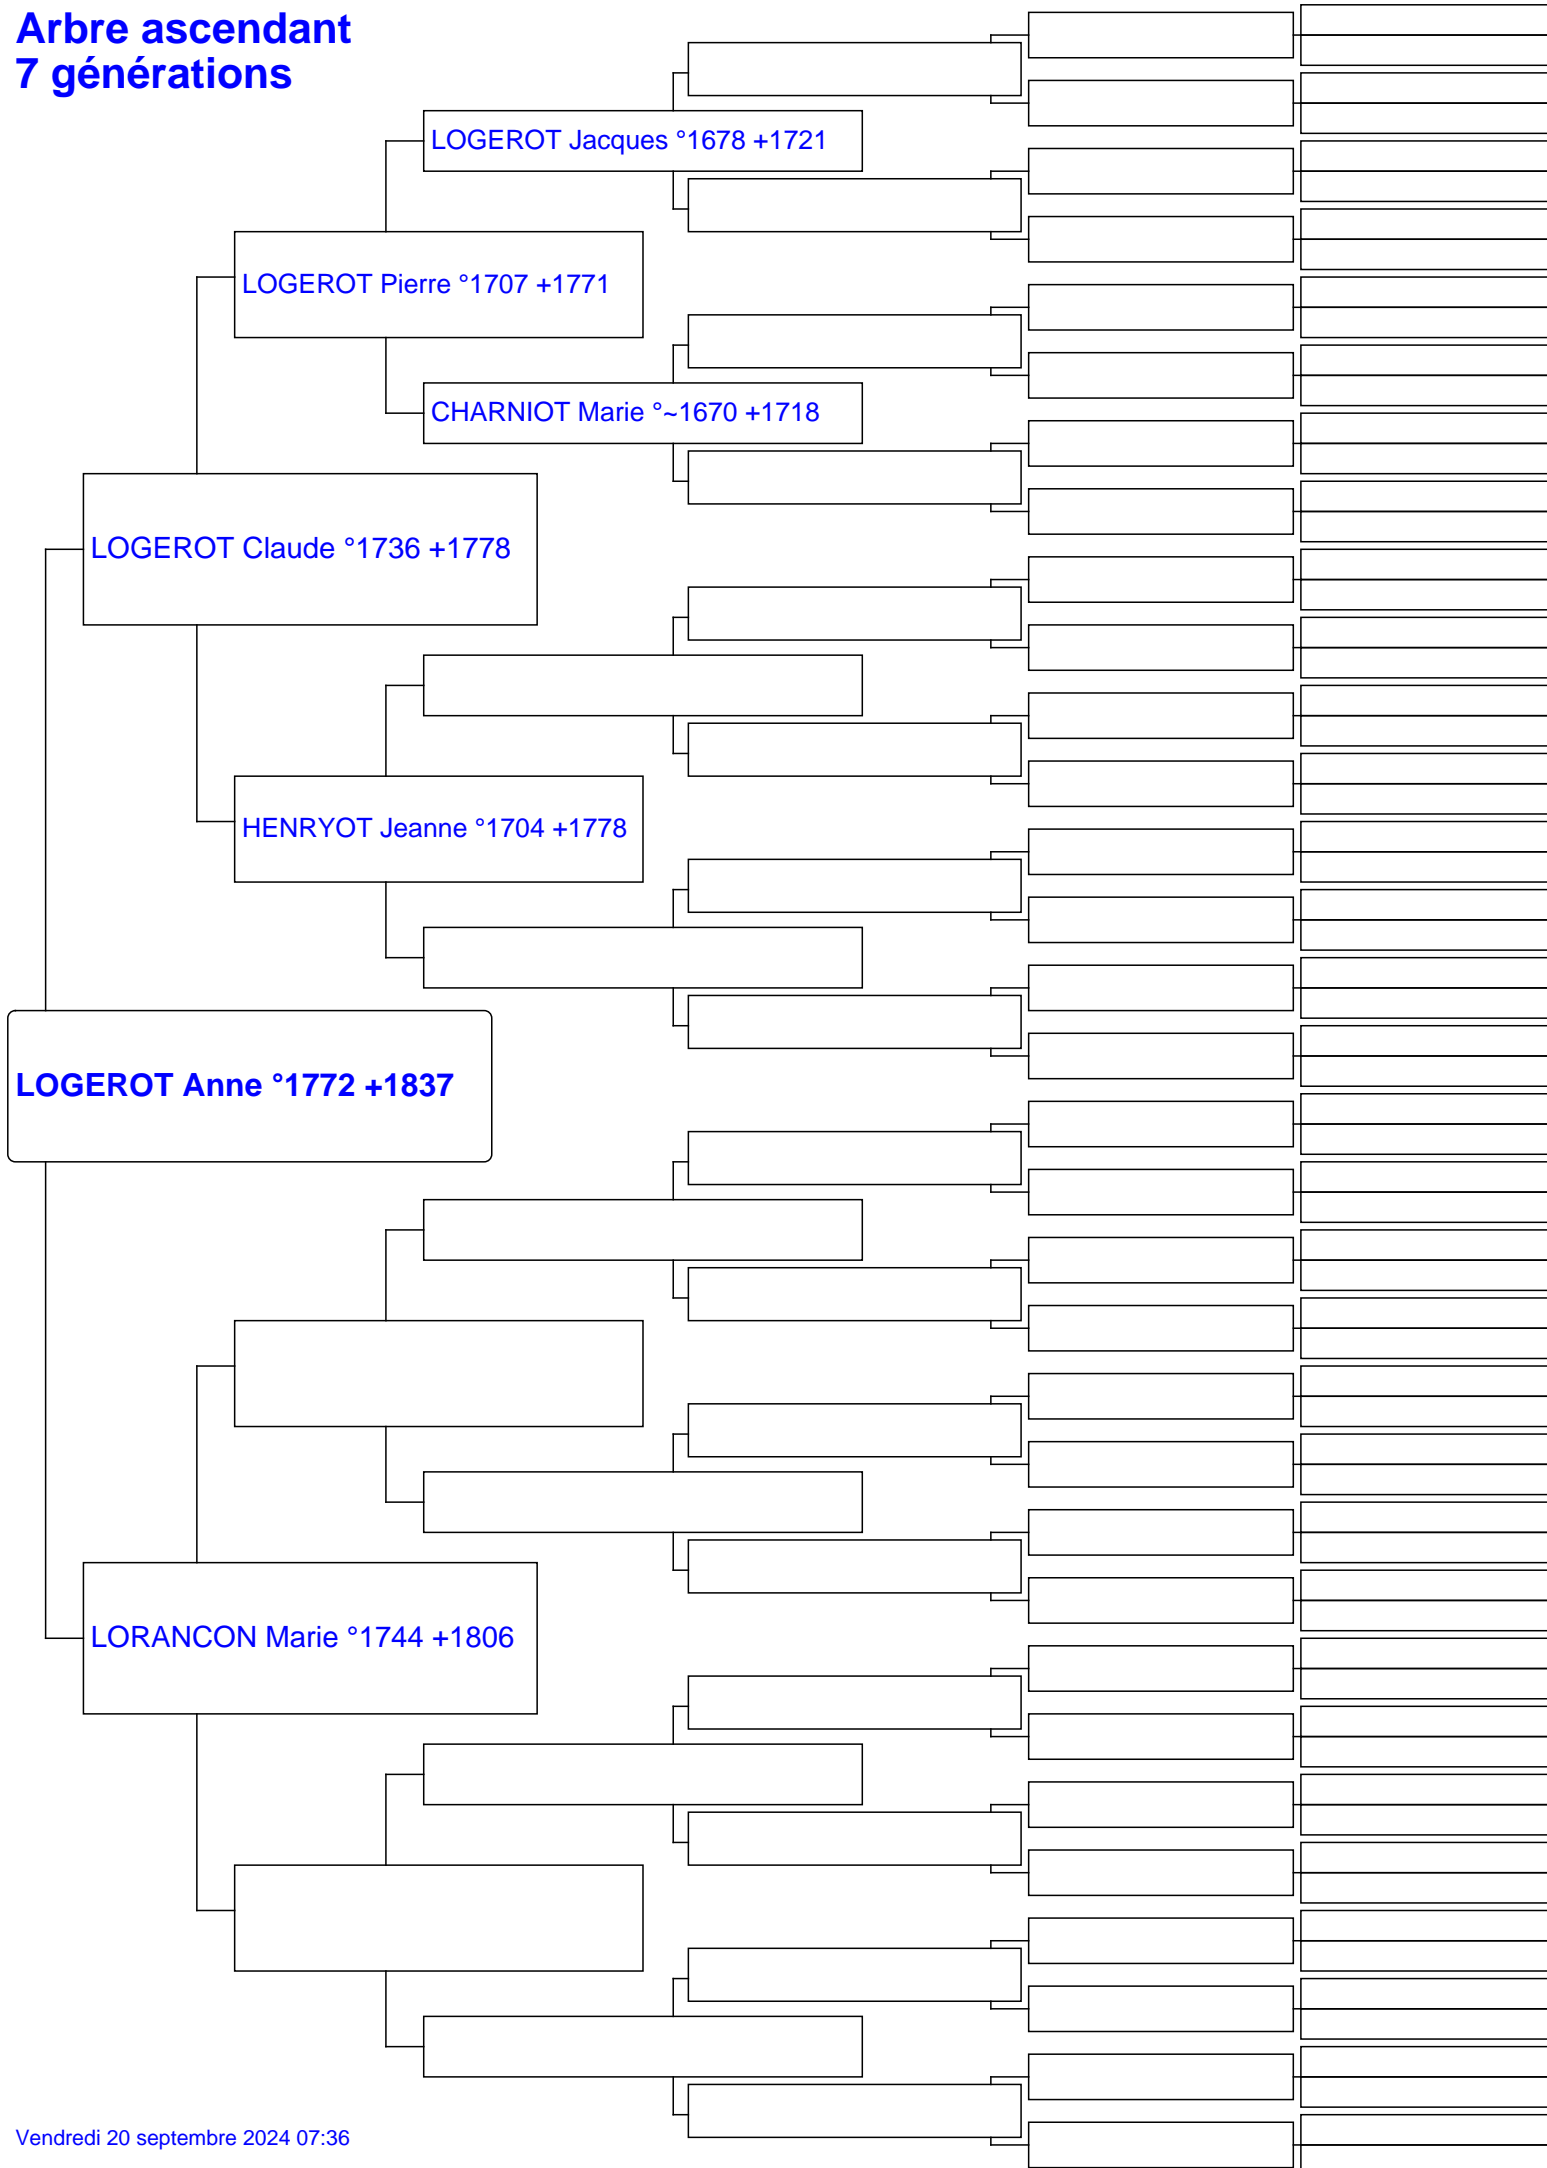 Arbre ascendant
7 générations
LOGEROT Jacques °1678 +1721
LOGEROT Pierre °1707 +1771
CHARNIOT Marie °~1670 +1718
LOGEROT Claude °1736 +1778
HENRYOT Jeanne °1704 +1778
LOGEROT Anne °1772 +1837
LORANCON Marie °1744 +1806
Vendredi 20 septembre 2024 07:36